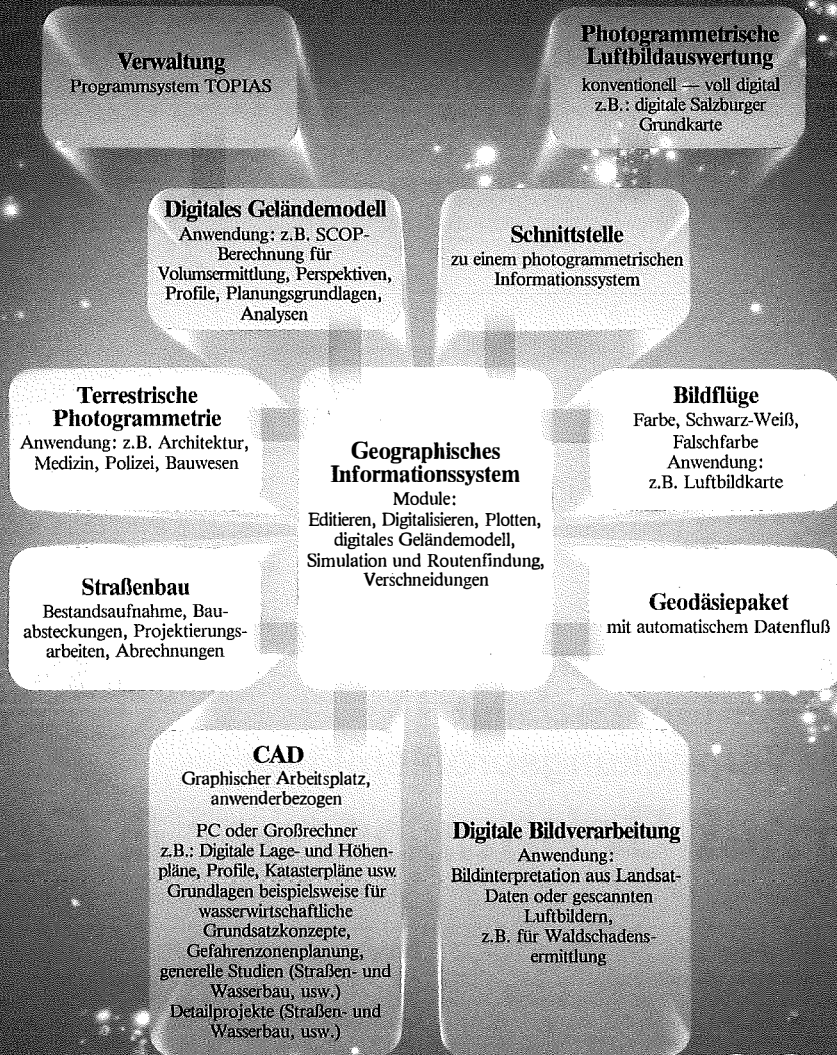 Verwaltung
Programmsystem TOPIAS
Photogrammetrische
Luftbildauswertung
konventionell — voll digital
z.B.: digitale Salzburger
Grundkarte
Digitales Geländemodell
Anwendung: z.B. SCOP-
Berechnung für
Volumsermittlung, Perspektiven,
Profile, Planungsgrundlagen,
Analysen
Schnittstelle
zu einem photogrammetrischen
Informationssystem
Terrestrische
Photogrammetrie
Anwendung: z.B. Architektur,
Medizin, Polizei, Bauwesen
Geographisches
Informationssystem
Module:
Editieren, Digitalisieren, Plotten,
digitales Geländemodell,
Simulation und Routenfindung,
Verschneidungen
Bildflüge
Farbe, Schwarz-Weiß,
Falschfarbe
Anwendung:
z.B. Luftbildkarte
Straßenbau
Bestandsaufnahme, Bau-
absteckungen, Projektierungs-
arbeiten, Abrechnungen
Geodäsiepaket
mit automatischem Datenfluß
CAD
Graphischer Arbeitsplatz,
anwenderbezogen
PC oder Großrechner
z.B.: Digitale Lage- und Höhen-
pläne, Profile, Katasterpläne usw.
Grundlagen beispielsweise für
wasserwirtschaftliche
Grundsatzkonzepte,
Gefahrenzonenplanung,
generelle Studien (Straßen- und
Wasserbau, usw.)
Detailprojekte (Straßen- und
Wasserbau, usw.)
Digitale Bildverarbeitung
Anwendung:
Bildinterpretation aus Landsat-
Daten oder gescannten
Luftbildern,
z.B. für Waldschadens-
ermittlung